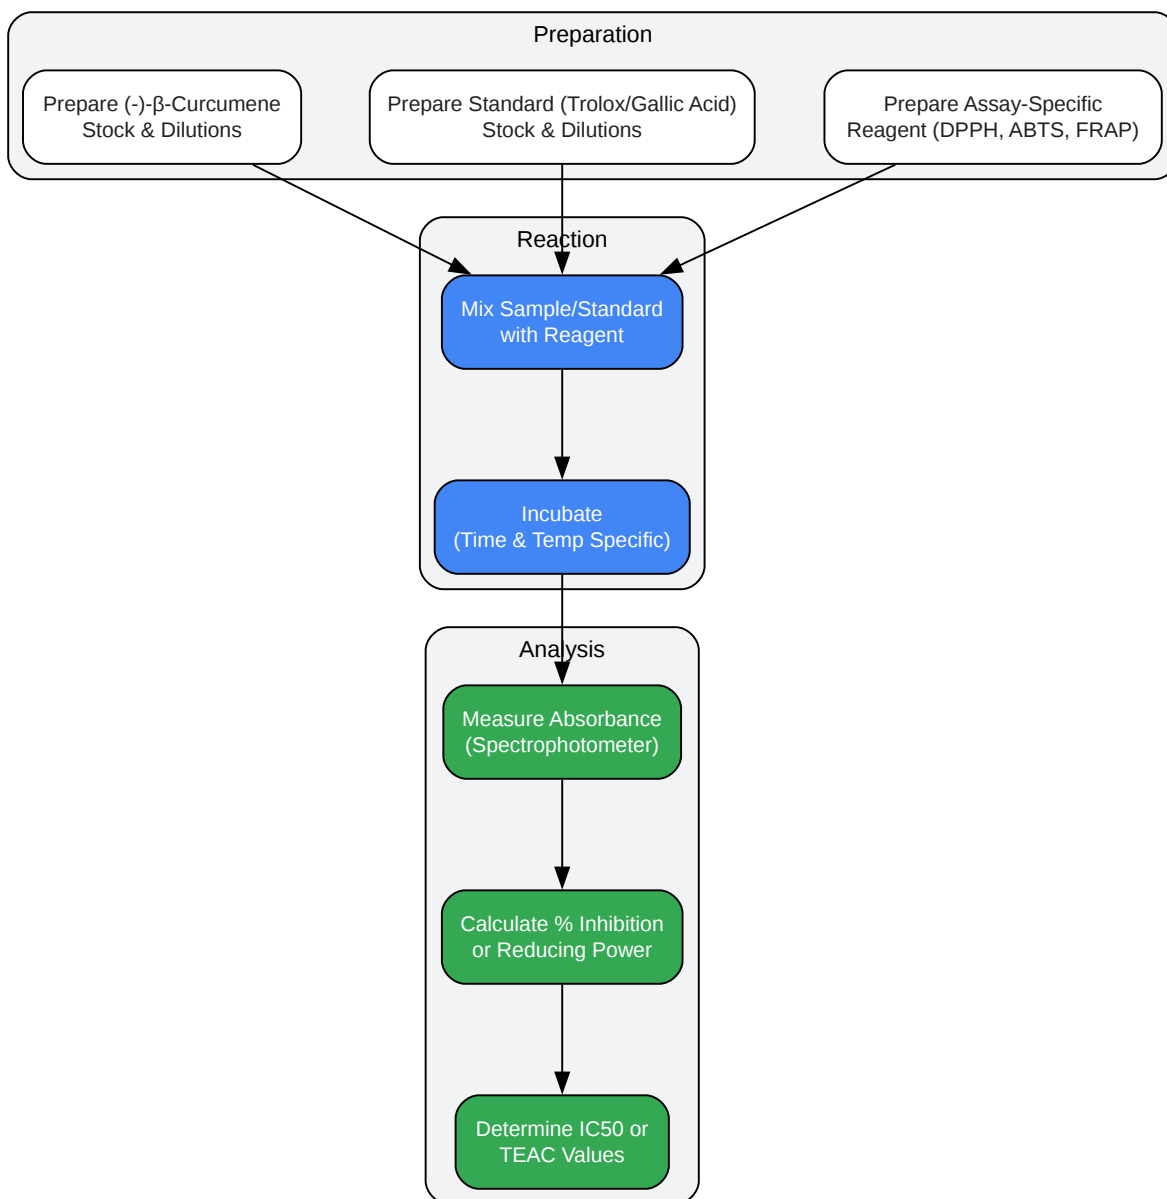 Preparation
Prepare (-)-β-Curcumene
Stock & Dilutions
Prepare Standard (Trolox/Gallic Acid)
Stock & Dilutions
Prepare Assay-Specific
Reagent (DPPH, ABTS, FRAP)
Reaction
Mix Sample/Standard
with Reagent
Incubate
(Time & Temp Specific)
Analysis
Measure Absorbance
(Spectrophotometer)
Calculate % Inhibition
or Reducing Power
Determine IC50 or
TEAC Values